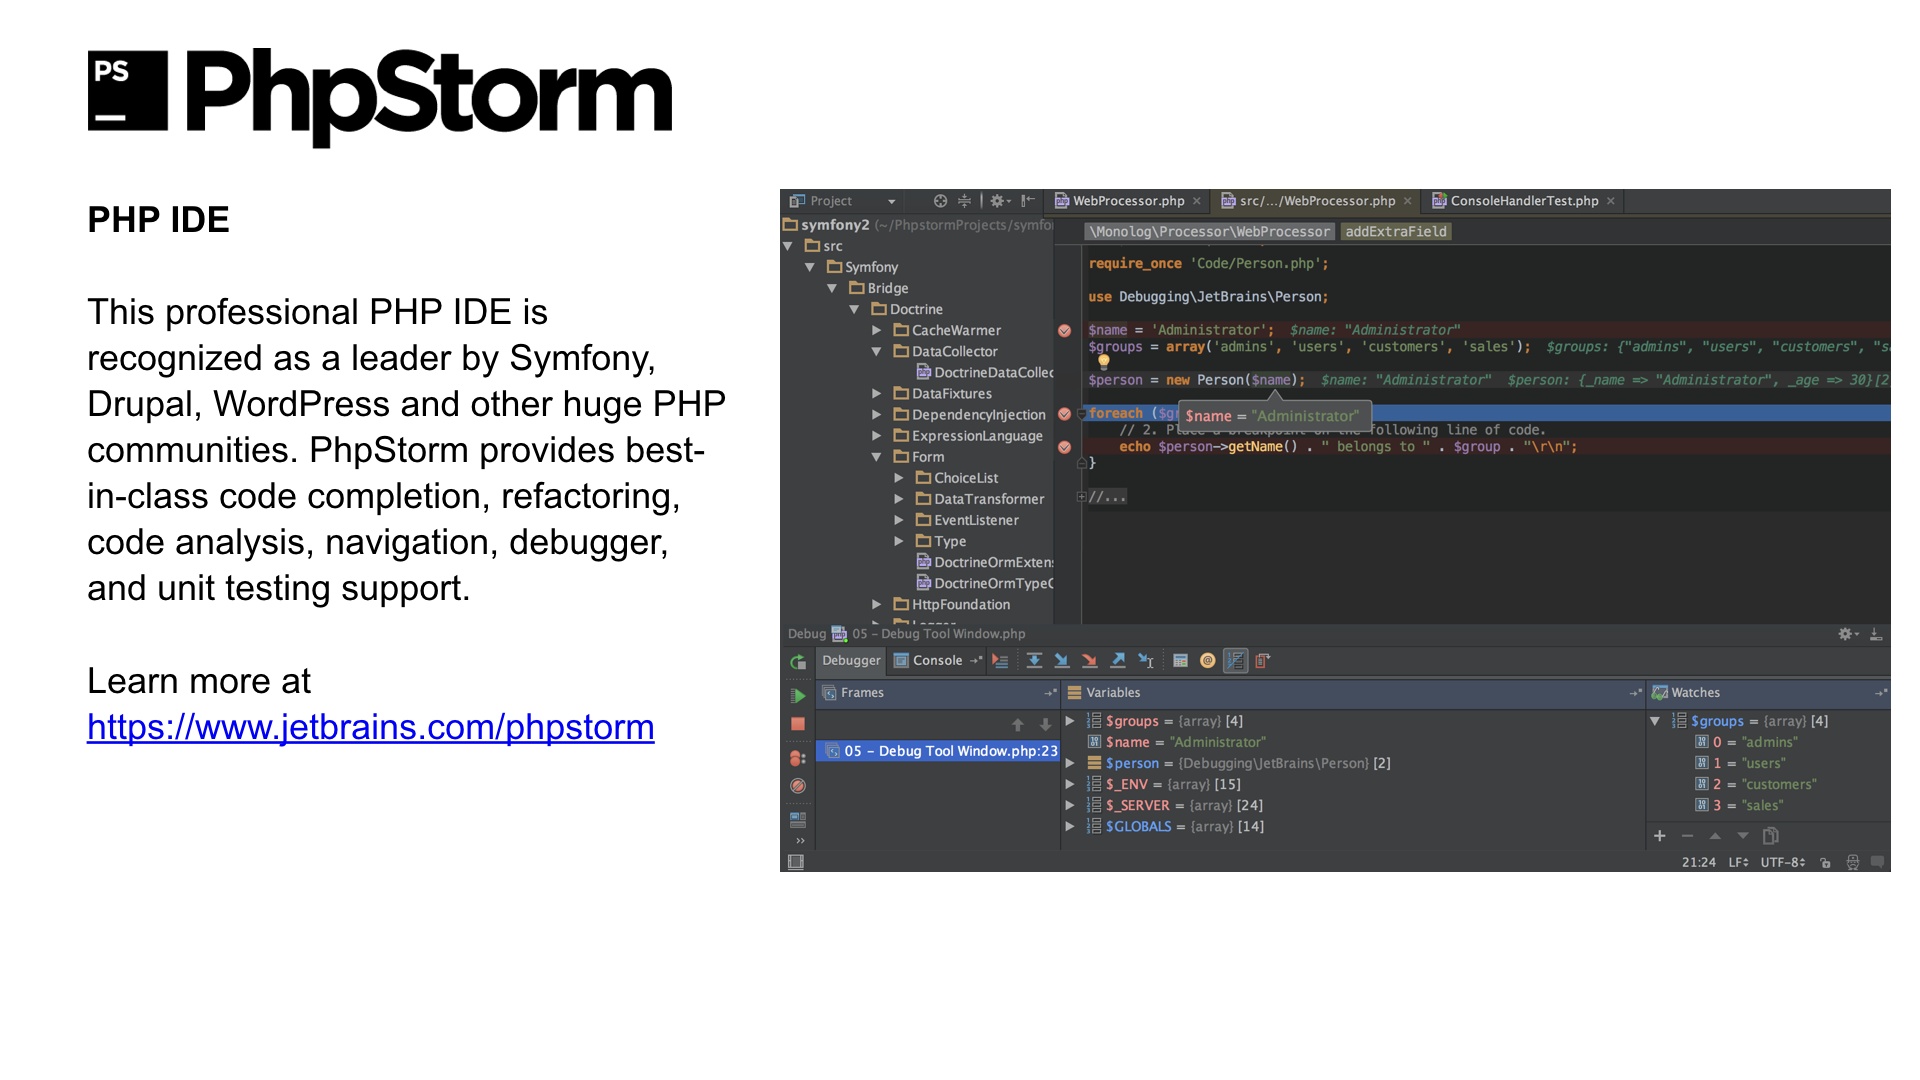 PS PhpStorm
PHP IDE
This professional PHP IDE is
recognized as a leader by Symfony,
Drupal, WordPress and other huge PHP
communities. PhpStorm provides best-
in-class code completion, refactoring,
code analysis, navigation, debugger,
and unit testing support.
Learn more at
https://www.jetbrains.com/phpstorm
Project
symfony2 (~/PhpstormProjects/symfo
src
Symfony
Bridge
Doctrine
CacheWarmer
DataCollector
DoctrineDataCollec
DataFixtures
DependencyInjection
ExpressionLanguage
Form
ChoiceList
DataTransformer
EventListener
Type
DoctrineOrmExtens
DoctrineOrmTypeG
HttpFoundation
WebProcessor.php src/.../WebProcessor.php ConsoleHandlerTest.php
\Monolog\Processor\WebProcessor addExtraField
require_once 'Code/Person.php';
use Debugging\JetBrains\Person;
$name = 'Administrator'; $name: "Administrator"
$groups = array('admins', 'users', 'customers', 'sales'); $groups: {"admins", "users", "customers", "s
$person = new Person($name); $name: "Administrator" $person: {_name => "Administrator", _age => 30}[2
foreach ($g
$name = "Administrator"
// 2. following line of code.
echo $person->getName() . " belongs to " . $group . "\r\n";
}
//...
Debug 05 – Debug Tool Window.php
Debugger Console
Frames
05 – Debug Tool Window.php:23
Variables
$groups = {array} [4]
$name = "Administrator"
$person = {Debugging\JetBrains\Person} [2]
$_ENV = {array} [15]
$_SERVER = {array} [24]
$GLOBALS = {array} [14]
Watches
$groups = {array} [4]
0 = "admins"
1 = "users"
2 = "customers"
3 = "sales"
21:24 LF UTF-8